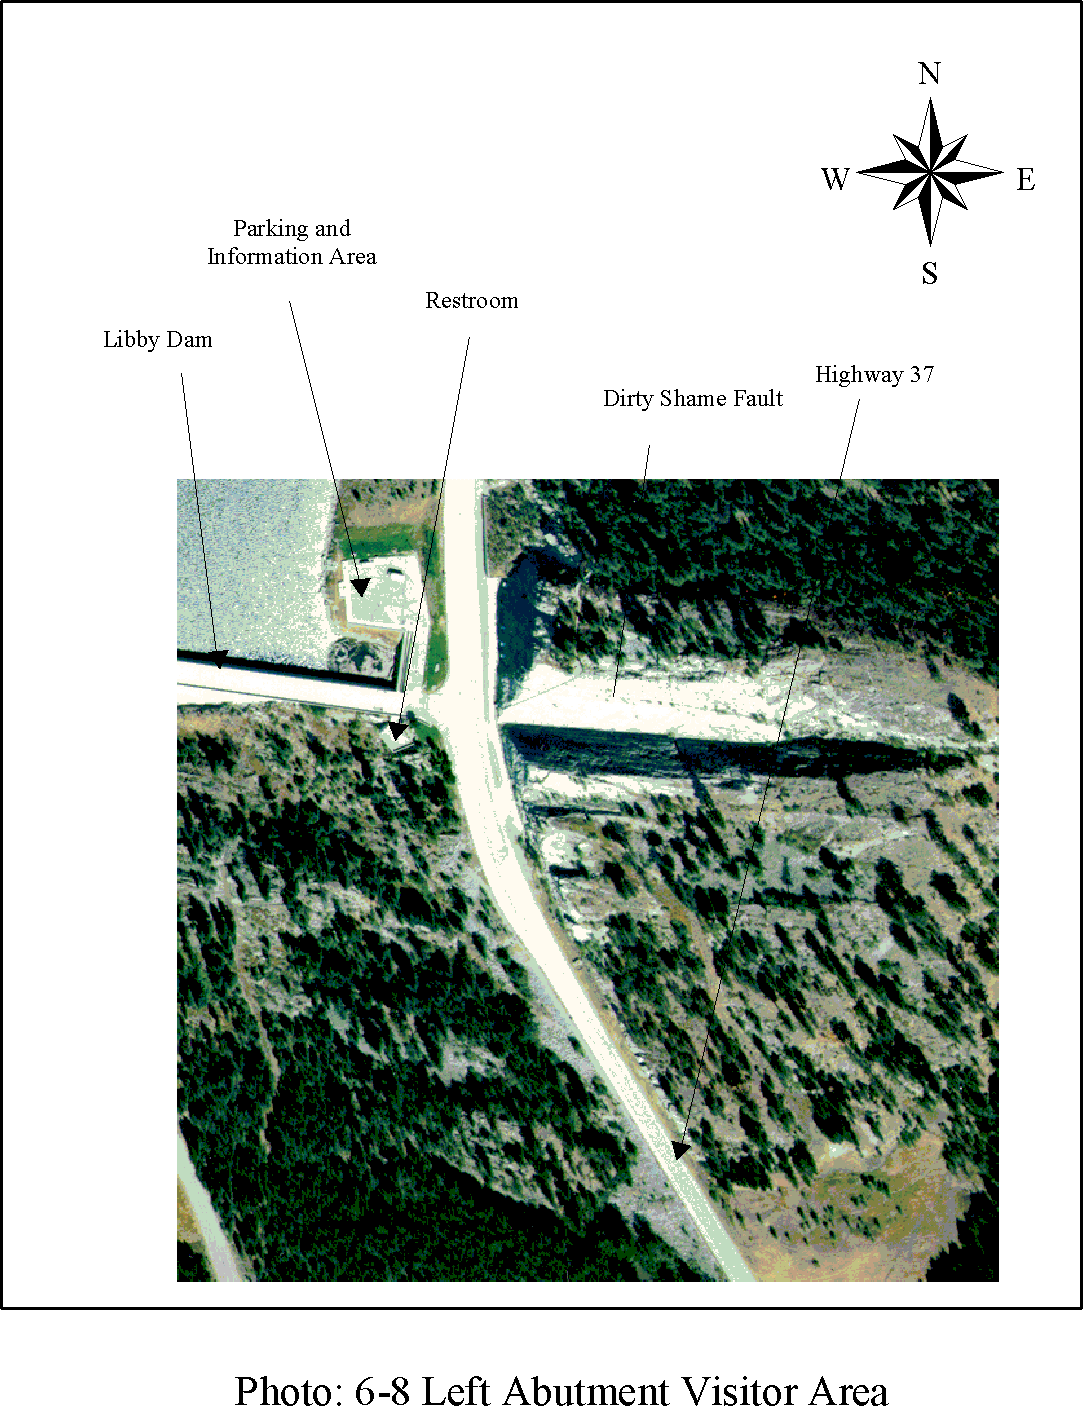 N
W
E
S
Parking and
Information Area
Restroom
Libby Dam
Highway 37
Dirty Shame Fault
Photo: 6-8 Left Abutment Visitor Area